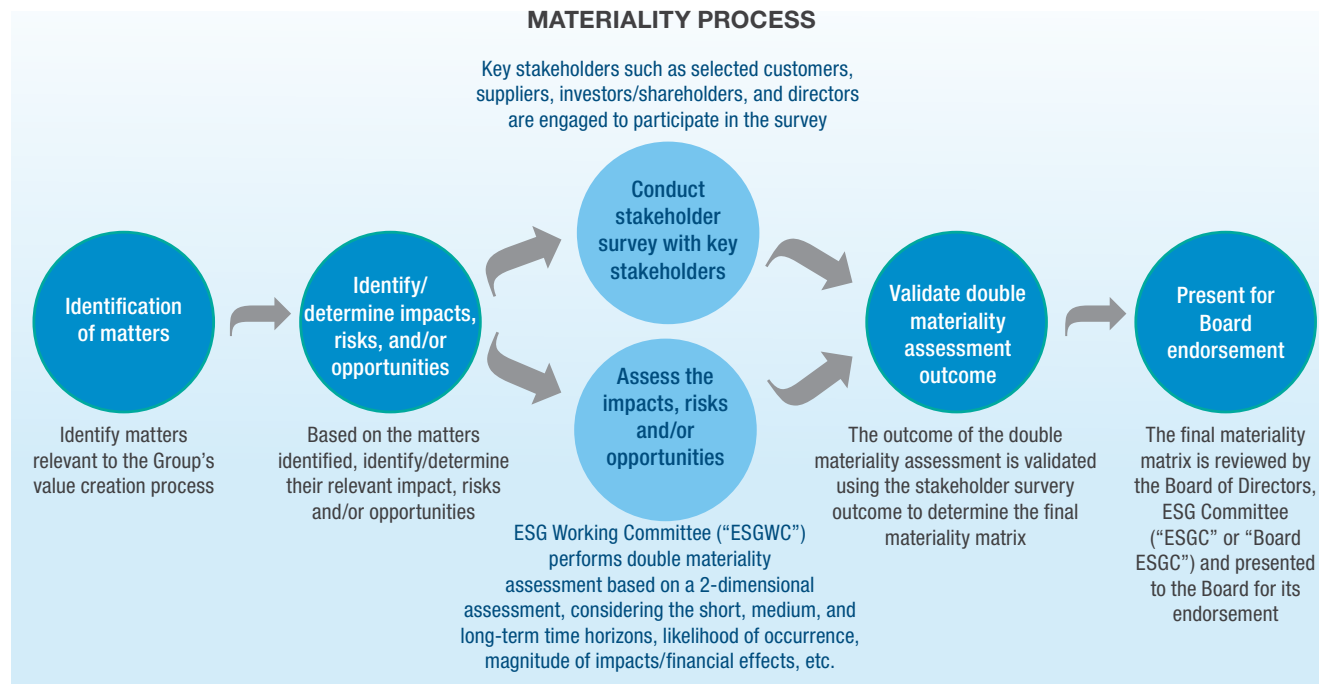 MATERIALITY PROCESS
Key stakeholders such as selected customers,
suppliers, investors/shareholders, and directors
are engaged to participate in the survey
Identification
of matters
Identify matters
relevant to the Group’s
value creation process
Identify/
determine impacts,
risks, and/or
opportunities
Based on the matters
identified, identify/determine
their relevant impact, risks
and/or opportunities
Conduct
stakeholder
survey with key
stakeholders
Assess the
impacts, risks
and/or
opportunities
ESG Working Committee (“ESGWC”)
performs double materiality
assessment based on a 2-dimensional
assessment, considering the short, medium, and
long-term time horizons, likelihood of occurrence,
magnitude of impacts/financial effects, etc.
Validate double
materiality
assessment
outcome
The outcome of the double
materiality assessment is validated
using the stakeholder survery
outcome to determine the final
materiality matrix
Present for
Board
endorsement
The final materiality
matrix is reviewed by
the Board of Directors,
ESG Committee
(“ESGC” or “Board
ESGC”) and presented
to the Board for its
endorsement